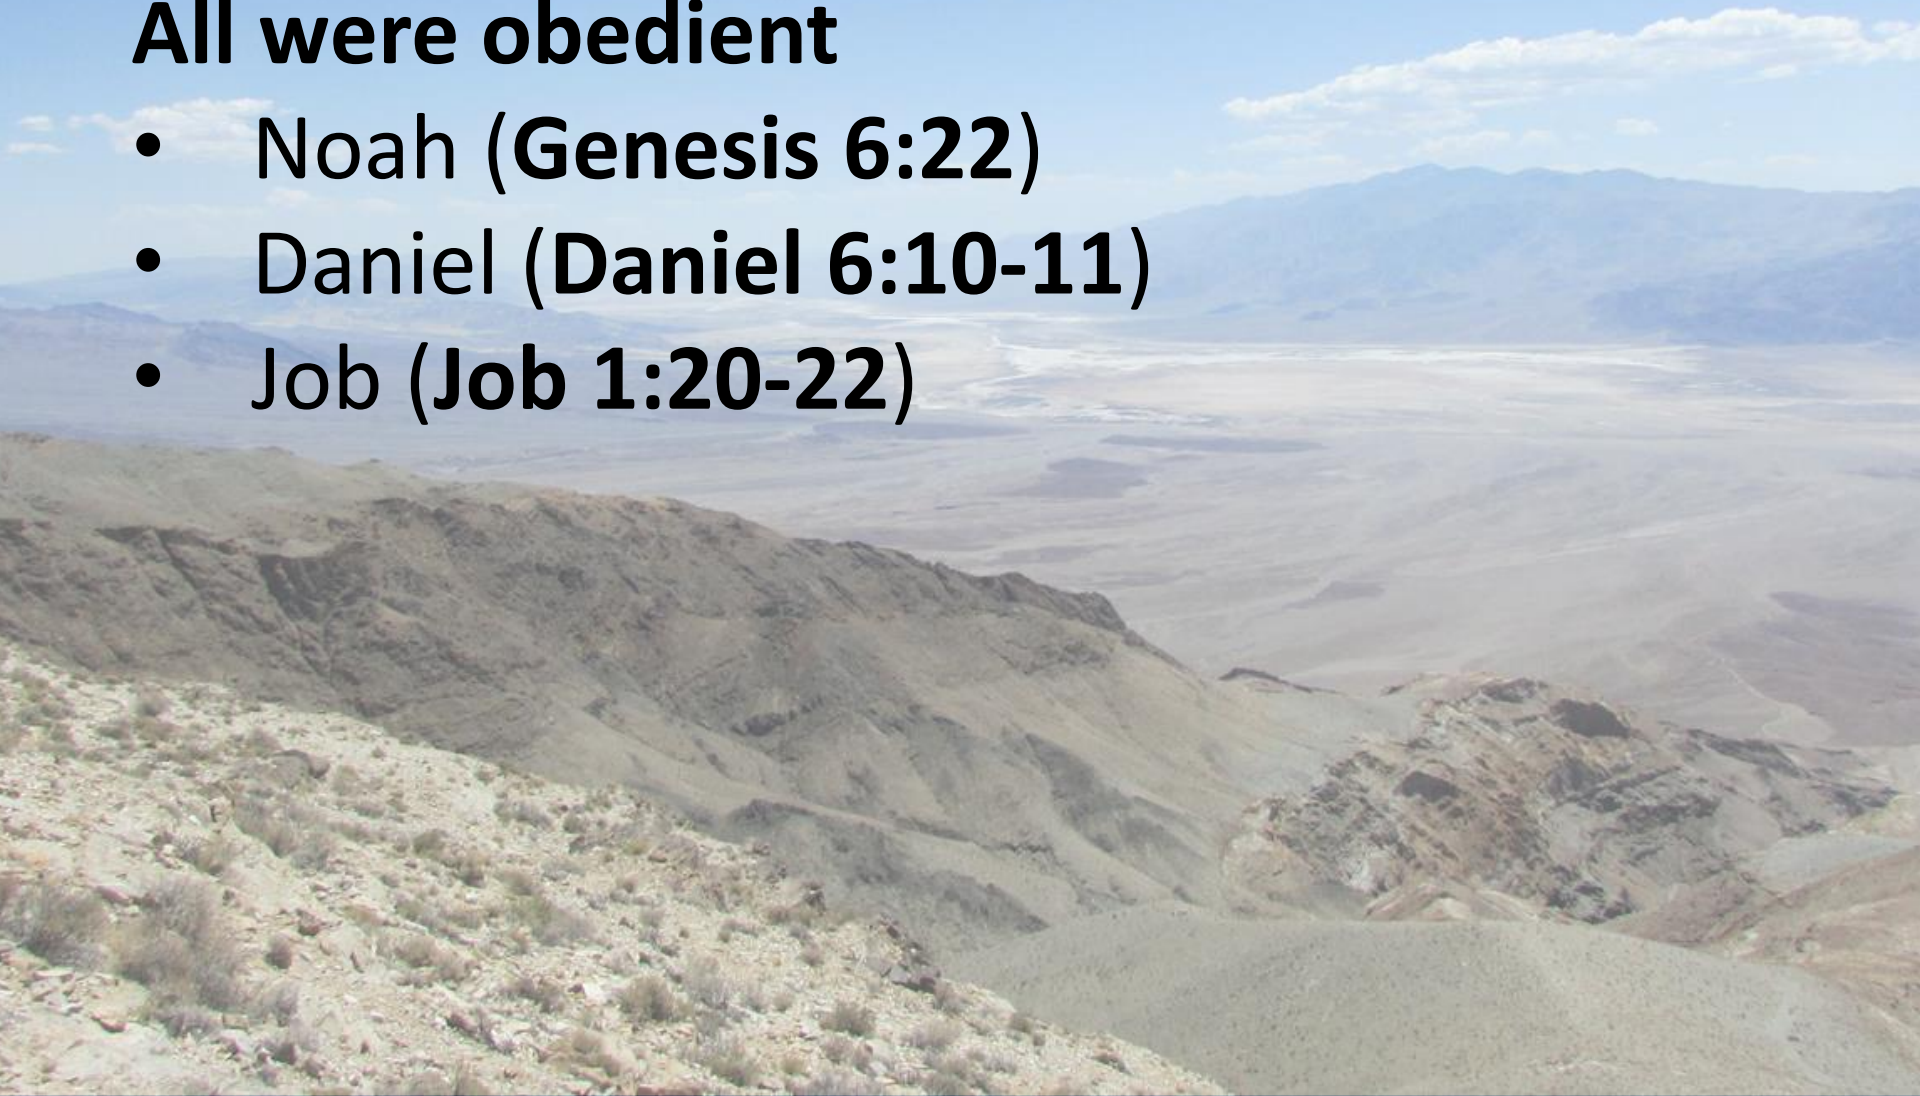 All were obedient
• Noah (Genesis 6:22)
• Daniel (Daniel 6:10-11)
• Job (Job 1:20-22)